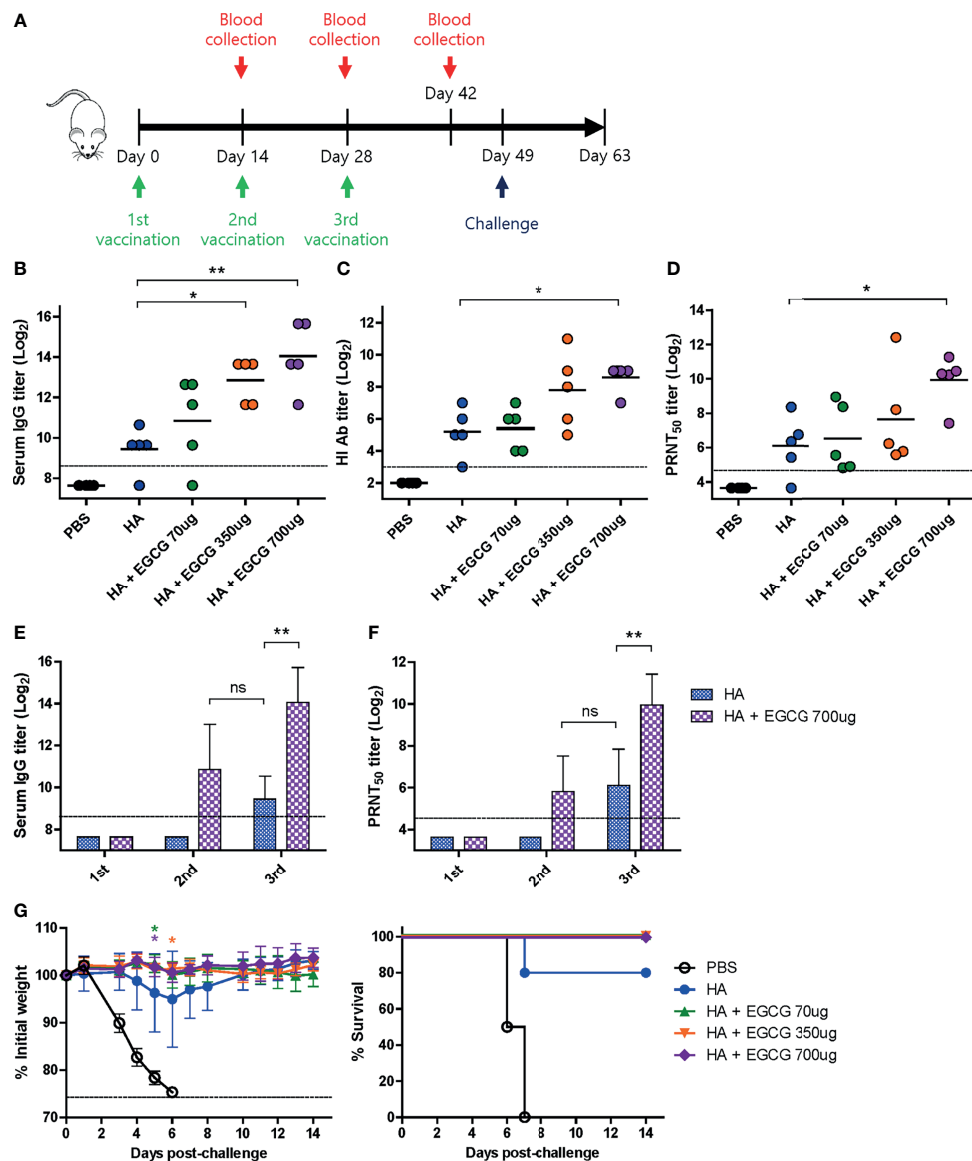 A
Blood collection
Blood collection
Blood collection
Day 42
Day 0
Day 14
Day 28
Day 49
Day 63
1st vaccination
2nd vaccination
3rd vaccination
Challenge
B
**
*
Serum IgG titer (Log2)
16
14
12
10
8
PBS
HA
HA + EGCG 70ug
HA + EGCG 350ug
HA + EGCG 700ug
C
*
HI Ab titer (Log2)
12
10
8
6
4
2
PBS
HA
HA + EGCG 70ug
HA + EGCG 350ug
HA + EGCG 700ug
D
*
PRNT50 titer (Log2)
14
12
10
8
6
4
PBS
HA
HA + EGCG 70ug
HA + EGCG 350ug
HA + EGCG 700ug
E
**
ns
Serum IgG titer (Log2)
16
14
12
10
8
1st
2nd
3rd
F
**
ns
PRNT50 titer (Log2)
12
10
8
6
4
1st
2nd
3rd
HA
HA + EGCG 700ug
G
% Initial weight
110
100
90
80
70
*
*
*
0
2
4
6
8
10
12
14
Days post-challenge
% Survival
100
80
60
40
20
0
0
2
4
6
8
10
12
14
Days post-challenge
PBS
HA
HA + EGCG 70ug
HA + EGCG 350ug
HA + EGCG 700ug